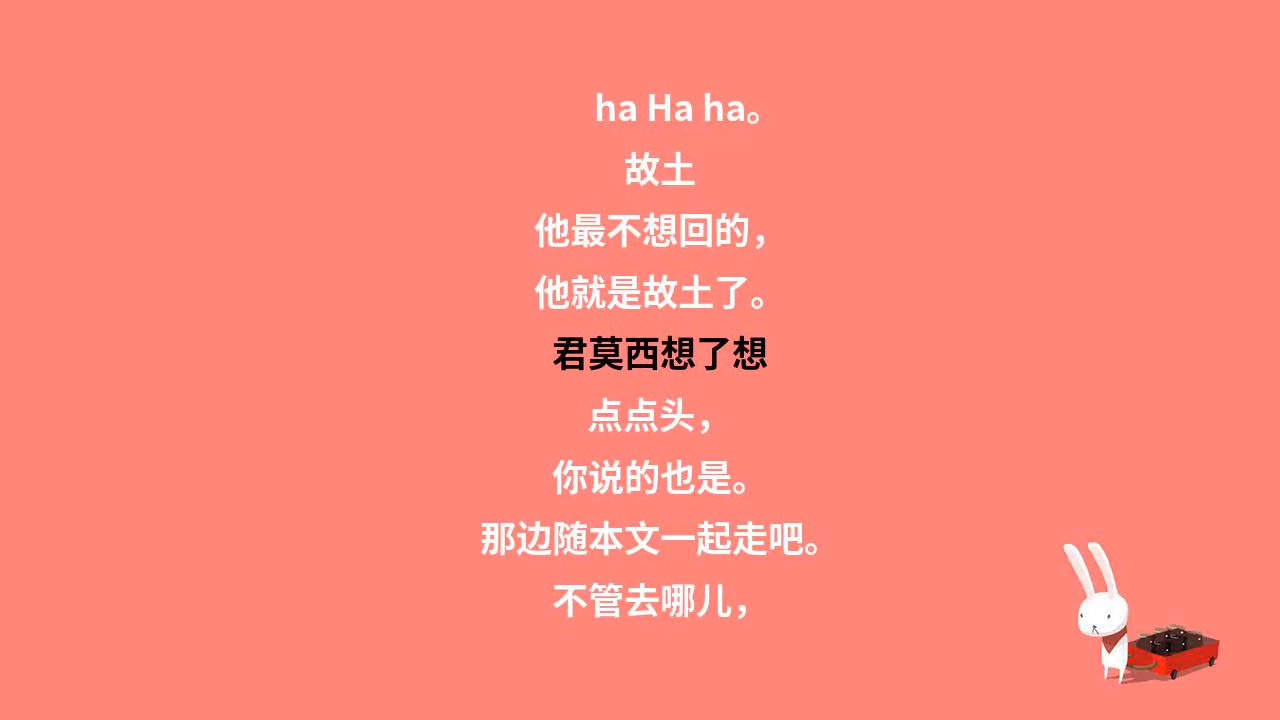 ha Ha ha。
故土
他最不想回的，
他就是故土了。
君莫西想了想
点点头，
你说的也是。
那边随本文一起走吧。
不管去哪儿，